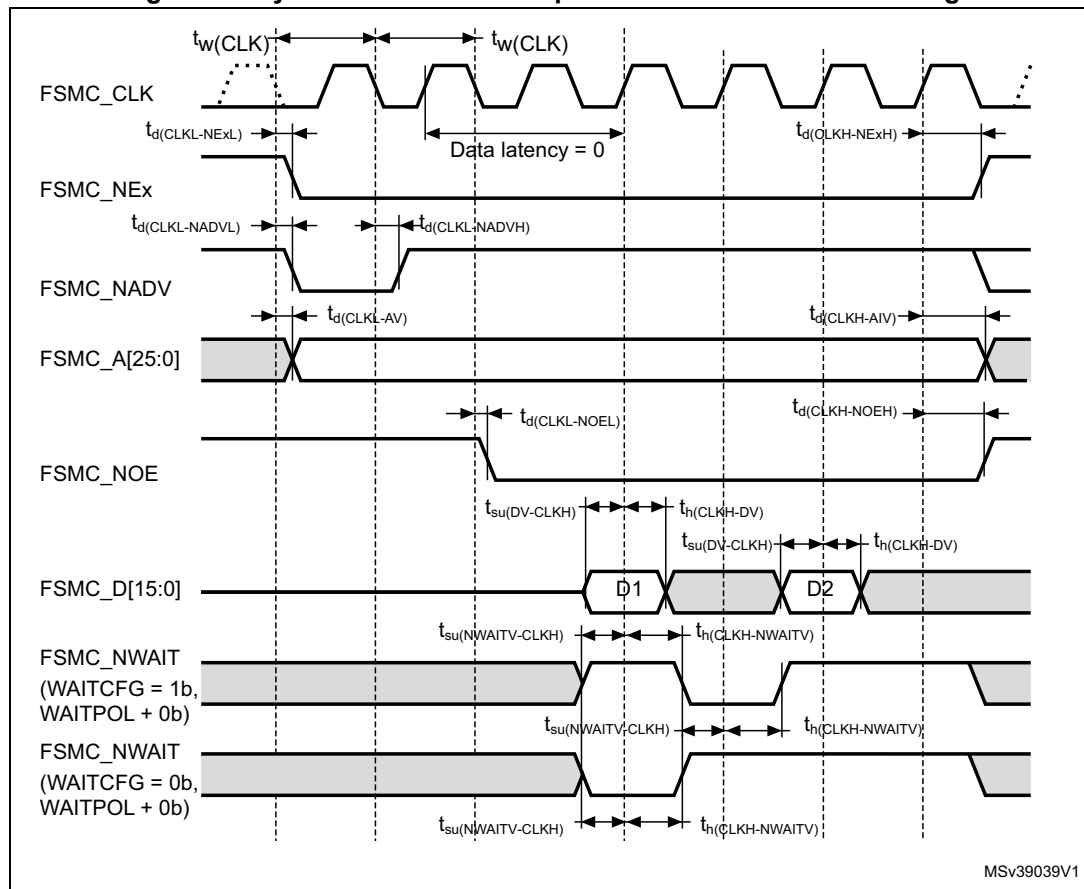 tw(CLK) tw(CLK)
FSMC_CLK
td(CLKL-NExL) Data latency = 0 td(CLKH-NExH)
FSMC_NEx
td(CLKL-NADVL) td(CLKL-NADVH)
FSMC_NADV
td(CLKL-AV) td(CLKH-AIV)
FSMC_A[25:0]
td(CLKL-NOEL) td(CLKH-NOEH)
FSMC_NOE
tsu(DV-CLKH) th(CLKH-DV)
tsu(DV-CLKH) th(CLKH-DV)
FSMC_D[15:0] D1 D2
tsu(NWAITV-CLKH) th(CLKH-NWAITV)
FSMC_NWAIT
(WAITCFG = 1b,
WAITPOL + 0b)
tsu(NWAITV-CLKH) th(CLKH-NWAITV)
FSMC_NWAIT
(WAITCFG = 0b,
WAITPOL + 0b)
tsu(NWAITV-CLKH) th(CLKH-NWAITV)
MSv39039V1